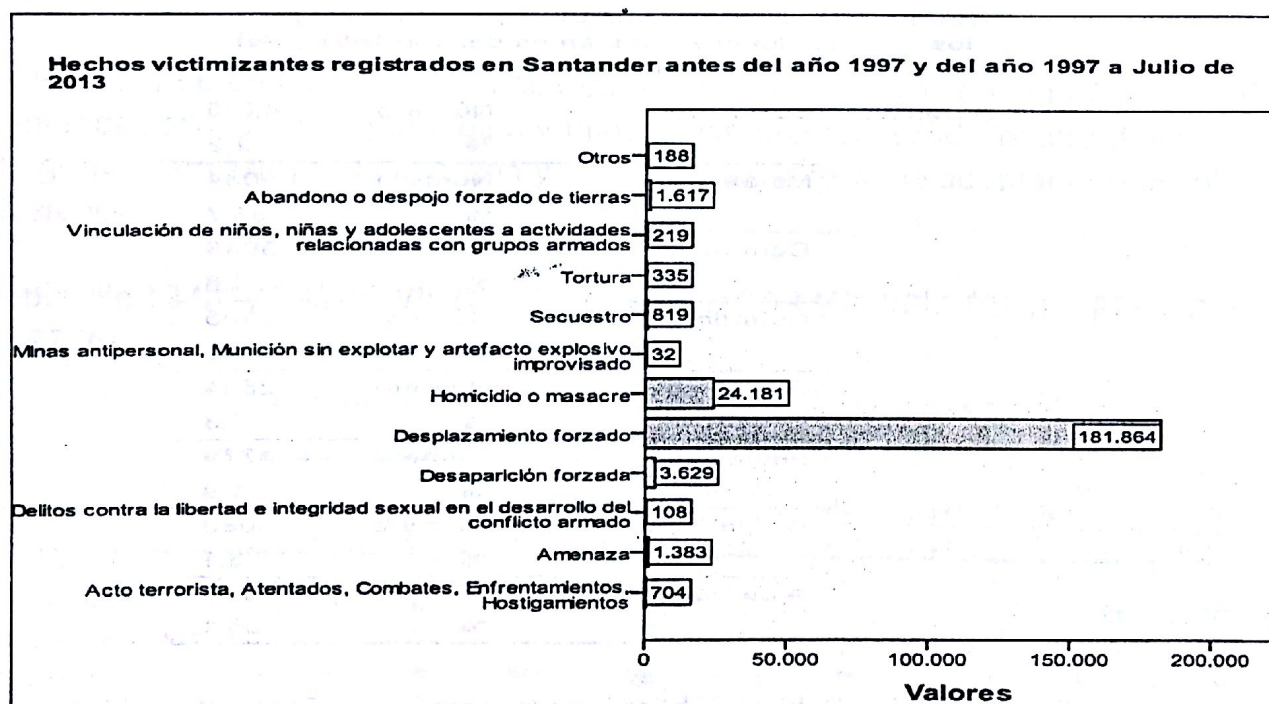 Hechos victimizantes registrados en Santander antes del año 1997 y del año 1997 a Julio de
2013
Otros 188
Abandono o despojo forzado de tierras 1.617
Vinculación de niños, niñas y adolescentes a actividades
relacionadas con grupos armados 219
Tortura 335
Secuestro 819
Minas antipersonal, Munición sin explotar y artefacto explosivo
improvisado 32
Homicidio o masacre 24.181
Desplazamiento forzado 181.864
Desaparición forzada 3.629
Delitos contra la libertad e integridad sexual en el desarrollo del
conflicto armado 108
Amenaza 1.383
Acto terrorista, Atentados, Combates, Enfrentamientos,
Hostigamientos 704
0 50.000 100.000 150.000 200.000
Valores